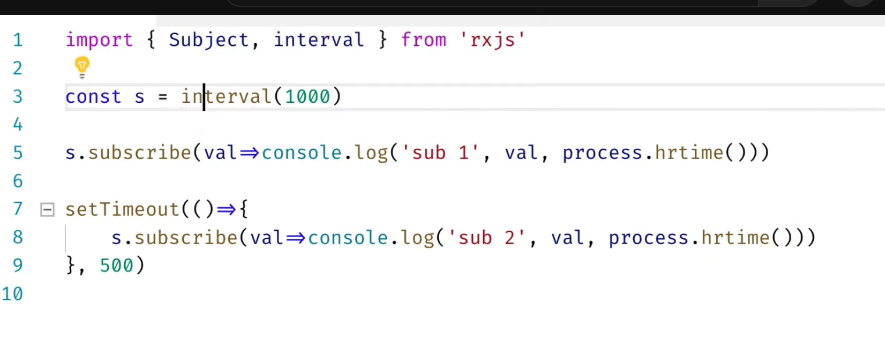 1 import { Subject, interval } from 'rxjs'
2
3 const s = interval(1000)
4
5 s.subscribe(val=>console.log('sub 1', val, process.hrtime()))
6
7 setTimeout(()=>{
8     s.subscribe(val=>console.log('sub 2', val, process.hrtime()))
9 }, 500)
10